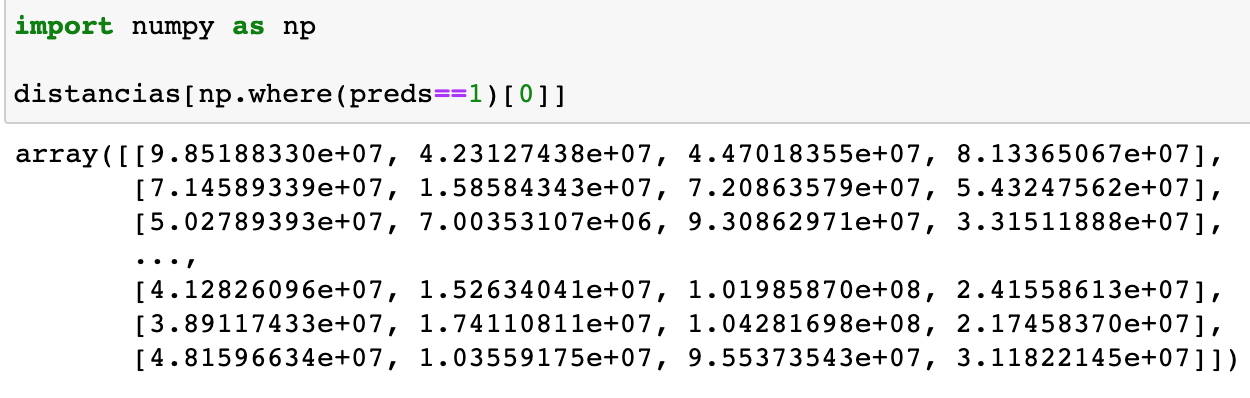 import numpy as np
distancias[np.where(preds==1)[0]]
array([[9.85188330e+07, 4.23127438e+07, 4.47018355e+07, 8.13365067e+07],
[7.14589339e+07, 1.58584343e+07, 7.20863579e+07, 5.43247562e+07],
[5.02789393e+07, 7.00353107e+06, 9.30862971e+07, 3.31511888e+07],
...,
[4.12826096e+07, 1.52634041e+07, 1.01985870e+08, 2.41558613e+07],
[3.89117433e+07, 1.74110811e+07, 1.04281698e+08, 2.17458370e+07],
[4.81596634e+07, 1.03559175e+07, 9.55373543e+07, 3.11822145e+07]])